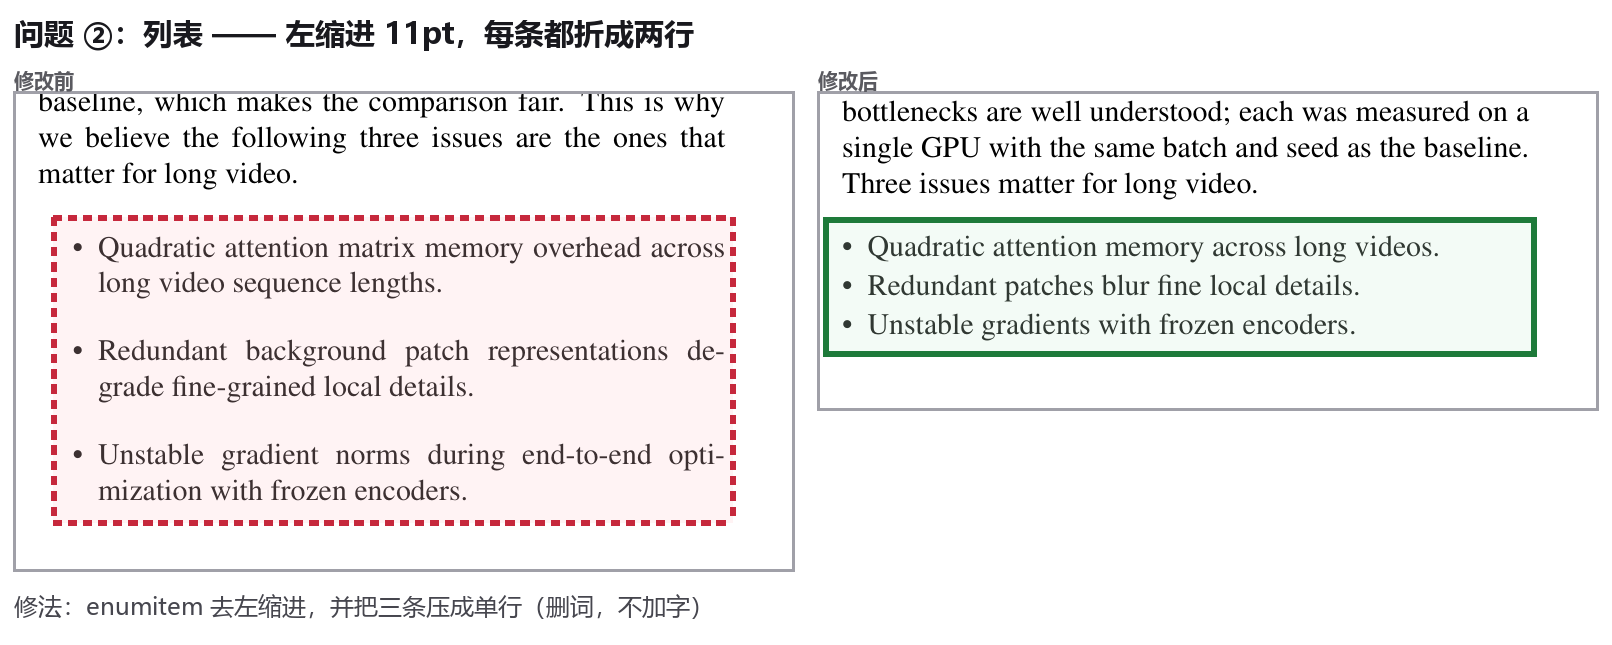 问题 ②：列表 —— 左缩进 11pt，每条都折成两行
修改前
baseline, which makes the comparison fair. This is why
we believe the following three issues are the ones that
matter for long video.
• Quadratic attention matrix memory overhead across
long video sequence lengths.
• Redundant background patch representations de-
grade fine-grained local details.
• Unstable gradient norms during end-to-end opti-
mization with frozen encoders.
修改后
bottlenecks are well understood; each was measured on a
single GPU with the same batch and seed as the baseline.
Three issues matter for long video.
• Quadratic attention memory across long videos.
• Redundant patches blur fine local details.
• Unstable gradients with frozen encoders.
修法：enumitem 去左缩进，并把三条压成单行（删词，不加字）